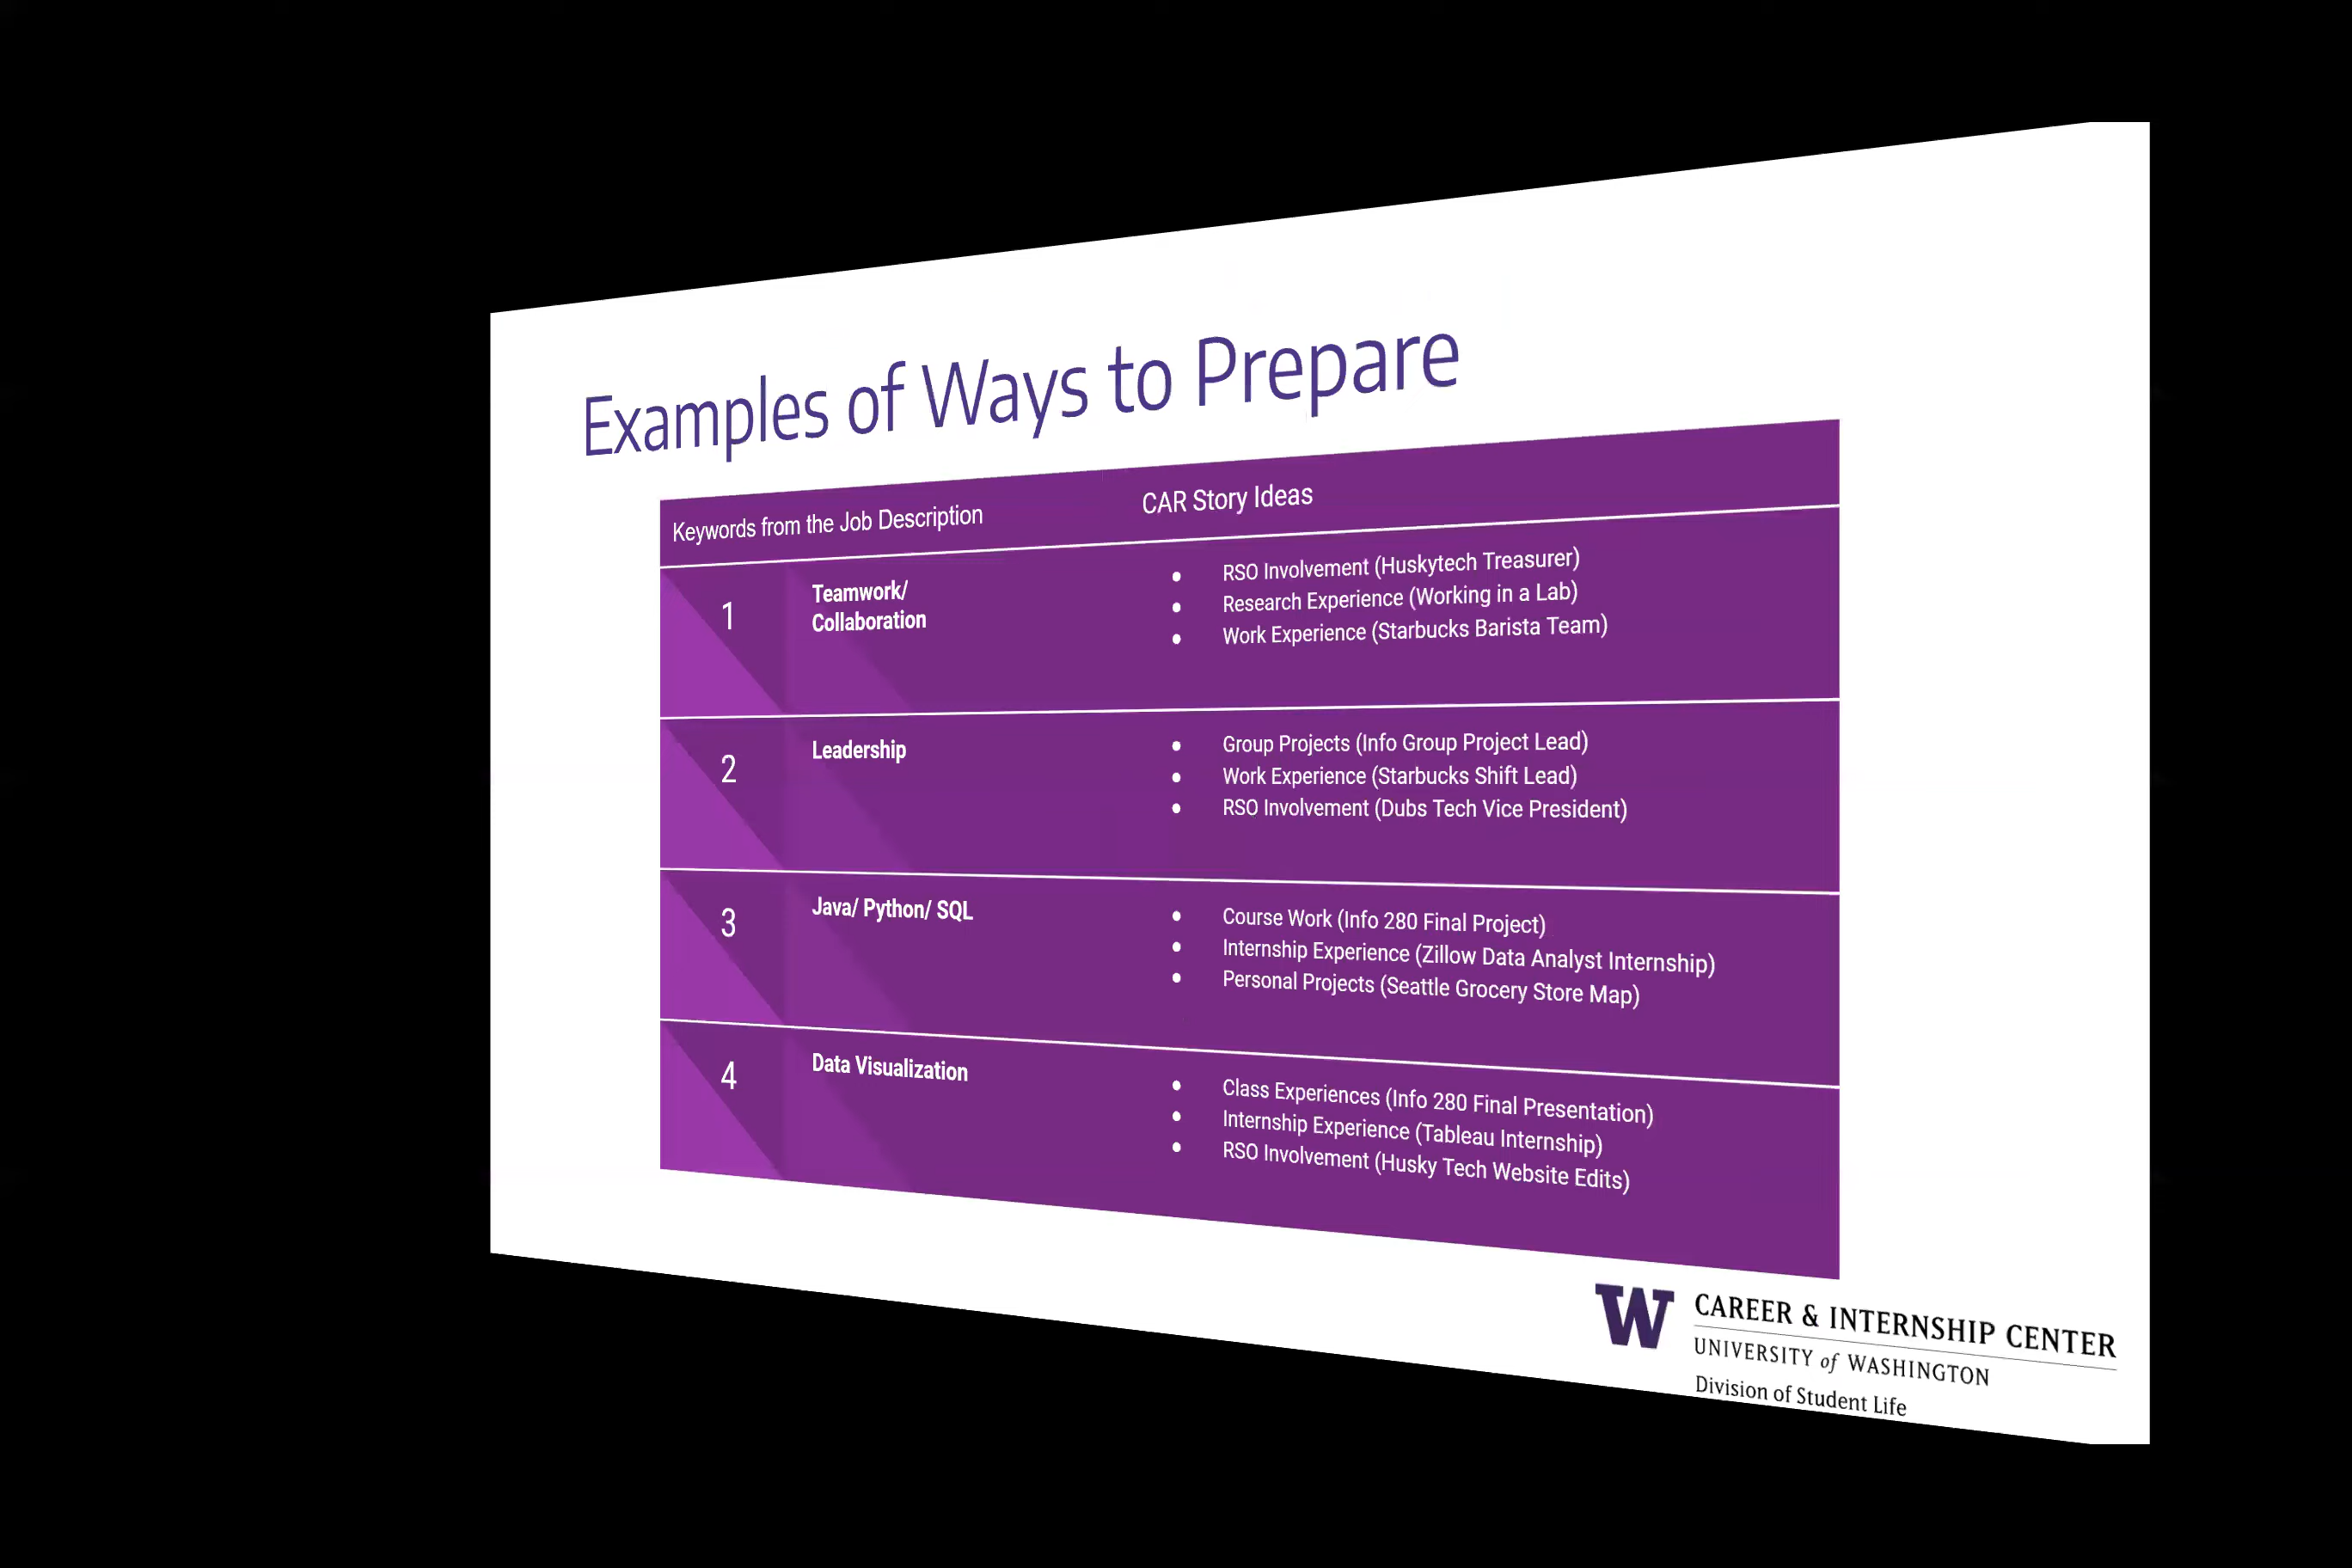 Examples of Ways to Prepare
Keywords from the Job Description
CAR Story Ideas
1
Teamwork/
Collaboration
• RSO Involvement (Huskytech Treasurer)
• Research Experience (Working in a Lab)
• Work Experience (Starbucks Barista Team)
2
Leadership
• Group Projects (Info Group Project Lead)
• Work Experience (Starbucks Shift Lead)
• RSO Involvement (Dubs Tech Vice President)
3
Java/ Python/ SQL
• Course Work (Info 280 Final Project)
• Internship Experience (Zillow Data Analyst Internship)
• Personal Projects (Seattle Grocery Store Map)
4
Data Visualization
• Class Experiences (Info 280 Final Presentation)
• Internship Experience (Tableau Internship)
• RSO Involvement (Husky Tech Website Edits)
W
CAREER & INTERNSHIP CENTER
UNIVERSITY of WASHINGTON
Division of Student Life